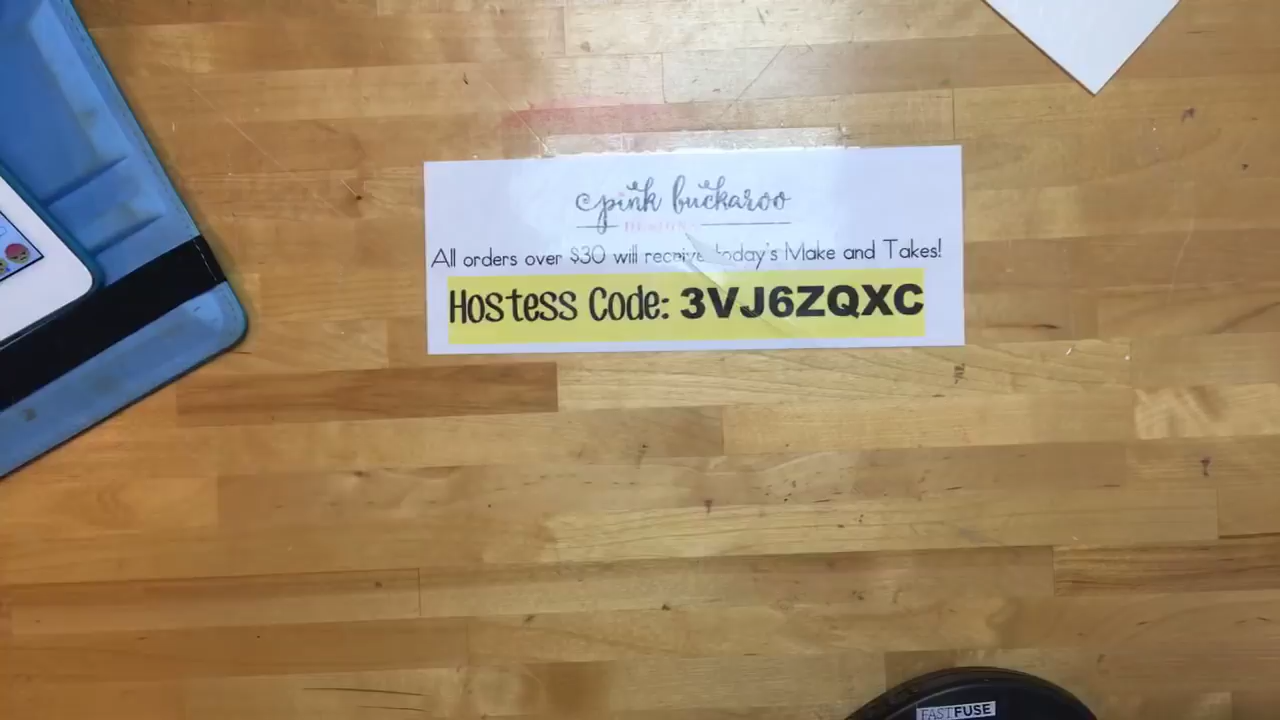 pink buckaroo
All orders over $30 will receive today's Make and Takes!
Hostess Code: 3VJ6ZQXC
FASTFUSE